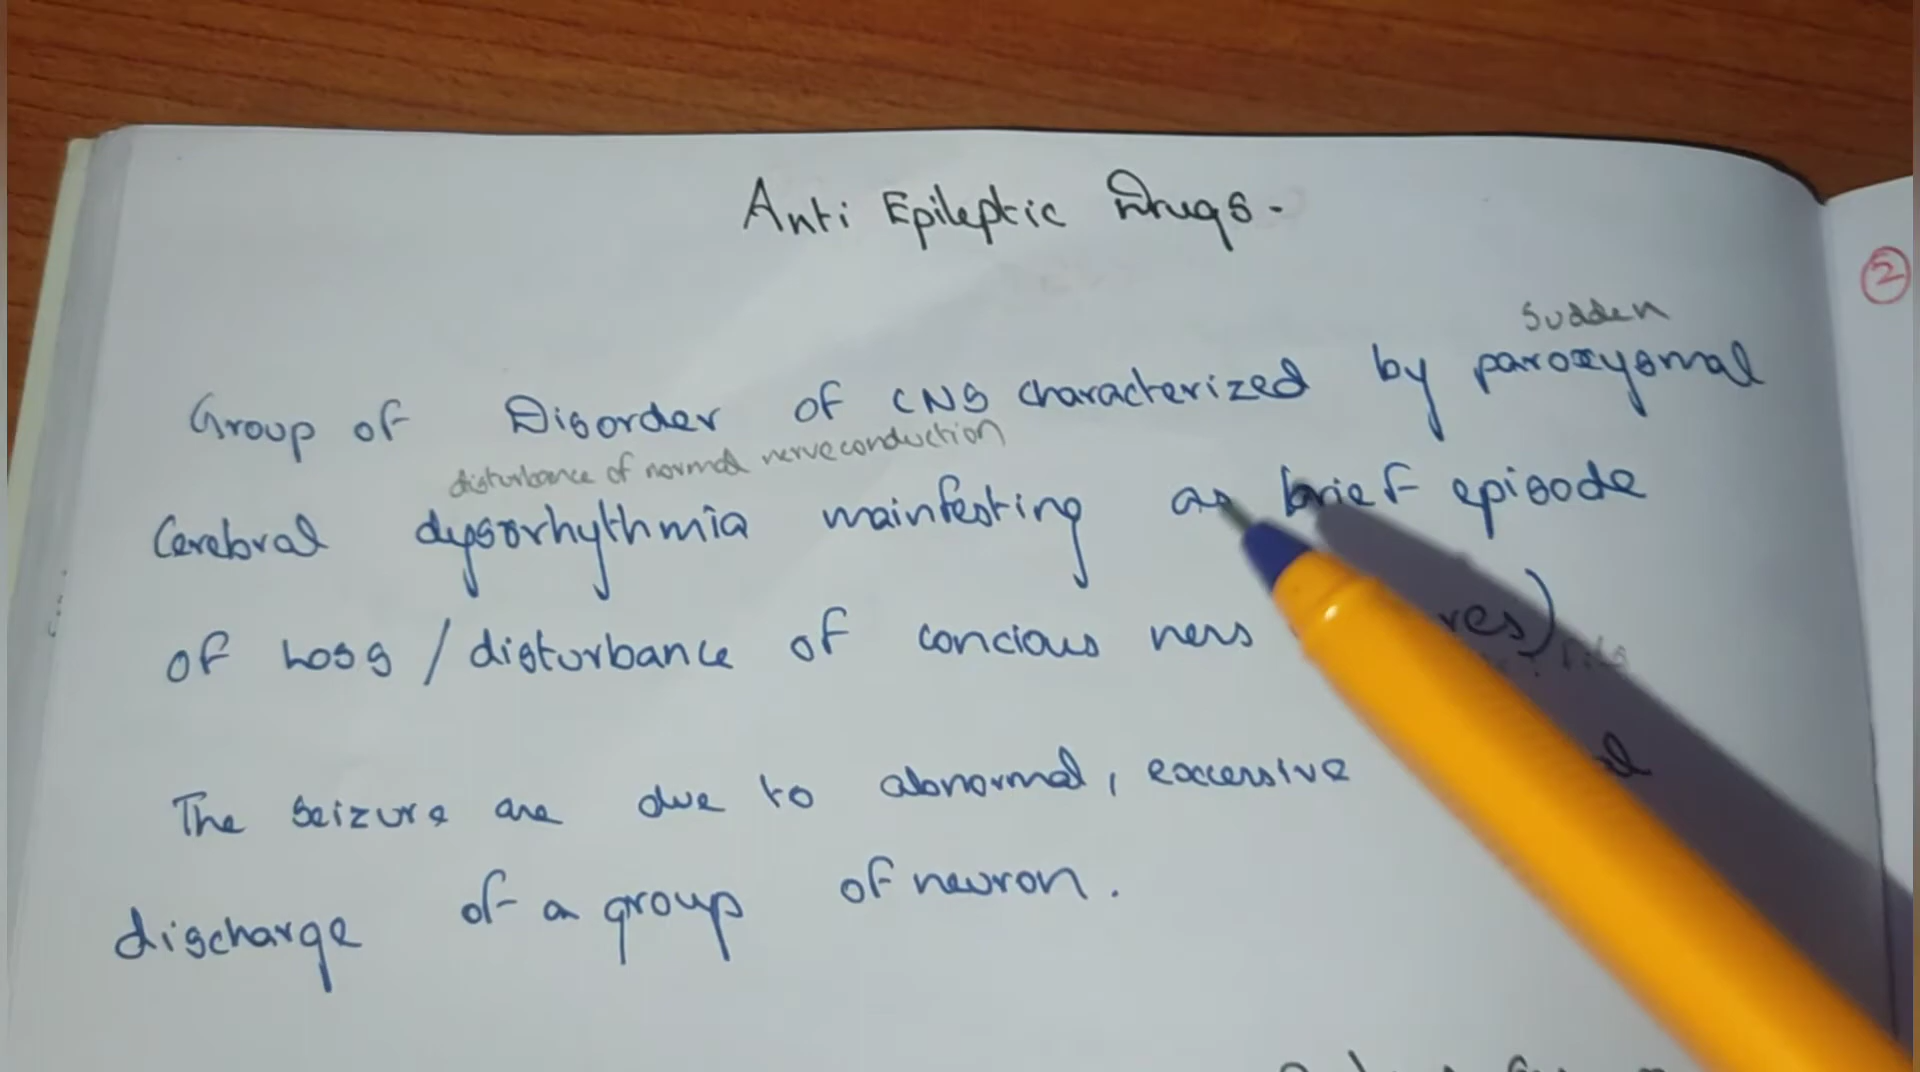 Anti Epileptic Drugs.
2
Sudden
Group of Disorder of CNS characterized by paroxysmal
disturbance of normal nerve conduction
Cerebral dysrrhythmia mainfesting as brief episode
of Loss / disturbance of concious ness
The seizure are due to abnormal, excessive
discharge of a group of neuron.